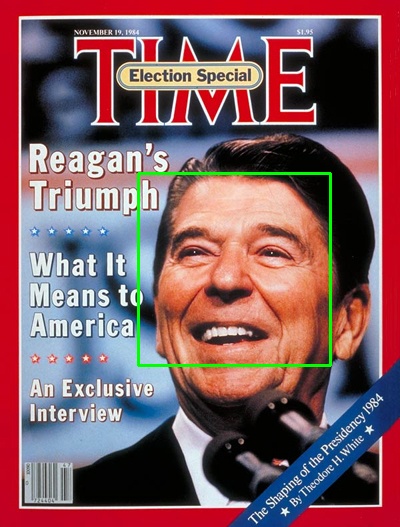 NOVEMBER 19, 1984
$1.95
TIME
Election Special
Reagan's
Triumph
What It
Means to
America
An Exclusive
Interview
The Shaping of the Presidency 1984
By Theodore H. White
724404